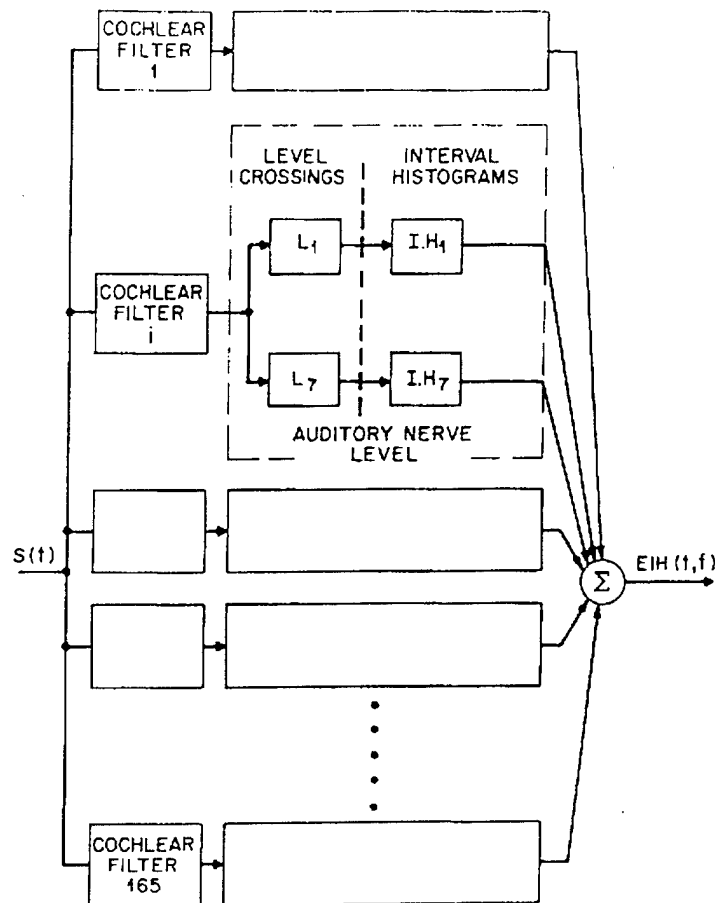 COCHLEAR
FILTER
1
LEVEL
CROSSINGS
INTERVAL
HISTOGRAMS
L1
I.H1
COCHLEAR
FILTER
i
L7
I.H7
AUDITORY NERVE
LEVEL
S(t)
Σ
EIH(t,f)
COCHLEAR
FILTER
165